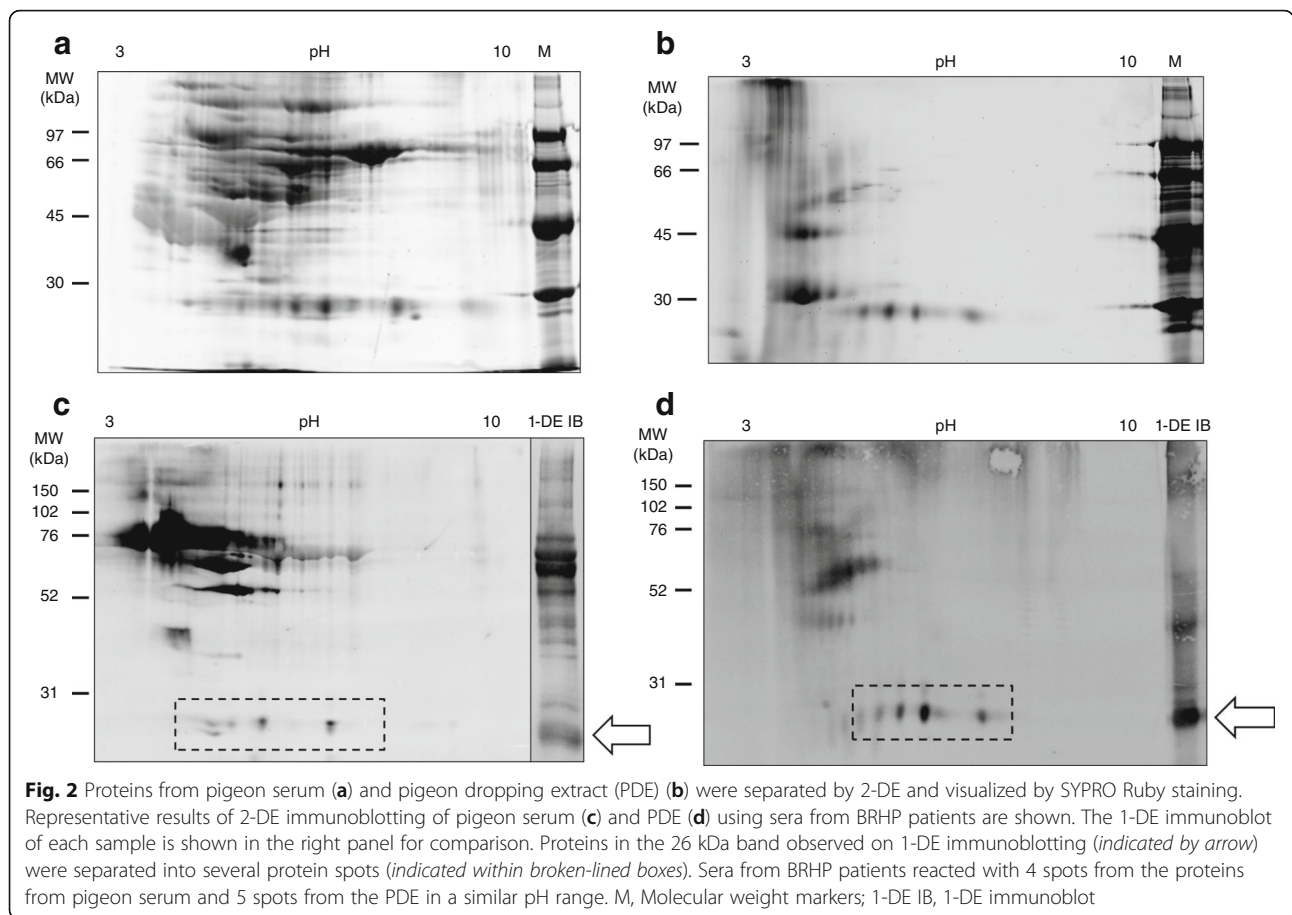 a
3 pH 10 M
MW
(kDa)
97
66
45
30
b
3 pH 10 M
MW
(kDa)
97
66
45
30
c
3 pH 10 1-DE IB
MW
(kDa)
150
102
76
52
31
d
3 pH 10 1-DE IB
MW
(kDa)
150
102
76
52
31
Fig. 2 Proteins from pigeon serum (a) and pigeon dropping extract (PDE) (b) were separated by 2-DE and visualized by SYPRO Ruby staining.
Representative results of 2-DE immunoblotting of pigeon serum (c) and PDE (d) using sera from BRHP patients are shown. The 1-DE immunoblot
of each sample is shown in the right panel for comparison. Proteins in the 26 kDa band observed on 1-DE immunoblotting (indicated by arrow)
were separated into several protein spots (indicated within broken-lined boxes). Sera from BRHP patients reacted with 4 spots from the proteins
from pigeon serum and 5 spots from the PDE in a similar pH range. M, Molecular weight markers; 1-DE IB, 1-DE immunoblot